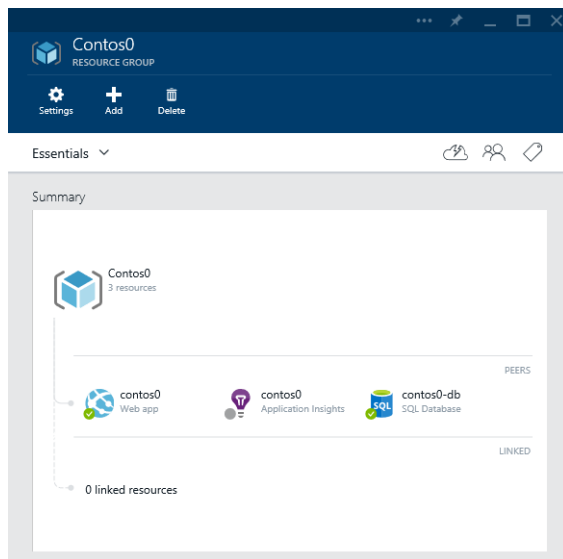 Contos0
RESOURCE GROUP
Settings Add Delete
Essentials
Summary
Contos0
3 resources
PEERS
contos0 contos0 contos0-db
Web app Application Insights SQL SQL Database
LINKED
0 linked resources